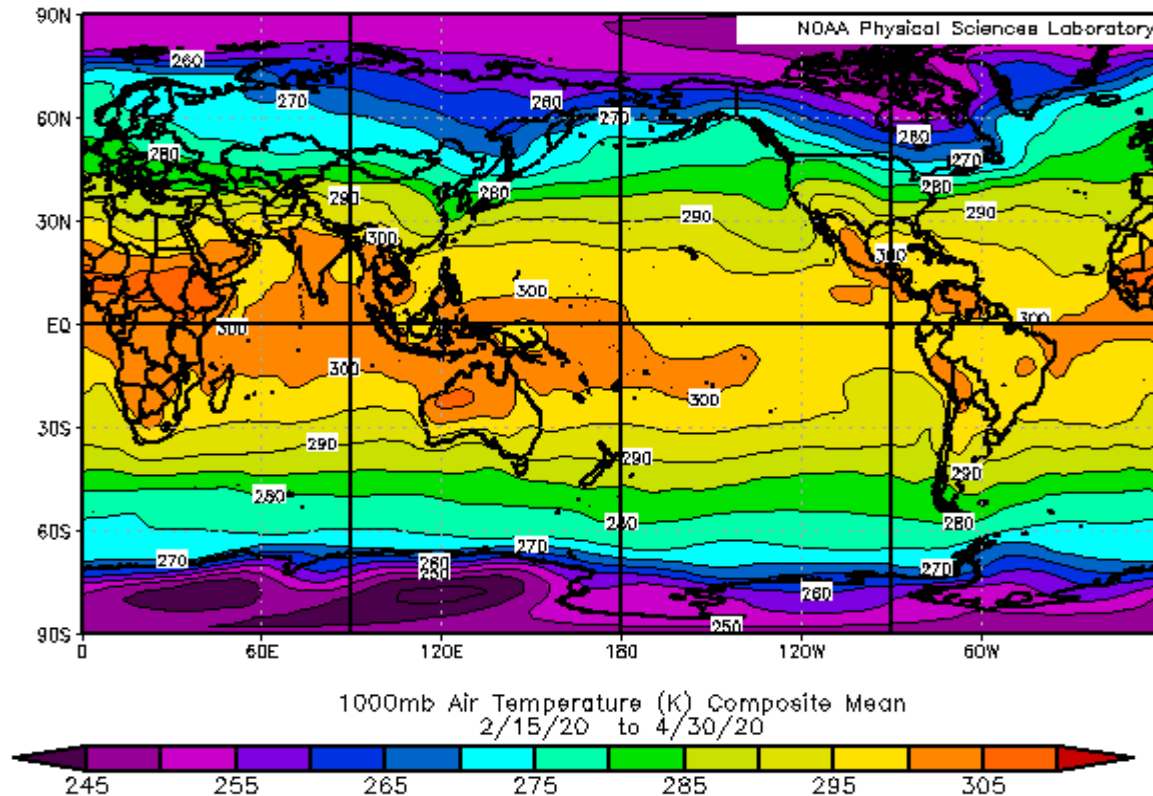 90N
NOAA Physical Sciences Laboratory
260
270 260
60N 270
280 280
270
280 280
290
30N 290 290
300 300
300
EQ 300 300
300 300
30S
290 290 290
280
280 280
60S
270 270 270
260 260
250
90S 250
0 60E 120E 180 120W 60W
1000mb Air Temperature (K) Composite Mean
2/15/20 to 4/30/20
245 255 265 275 285 295 305